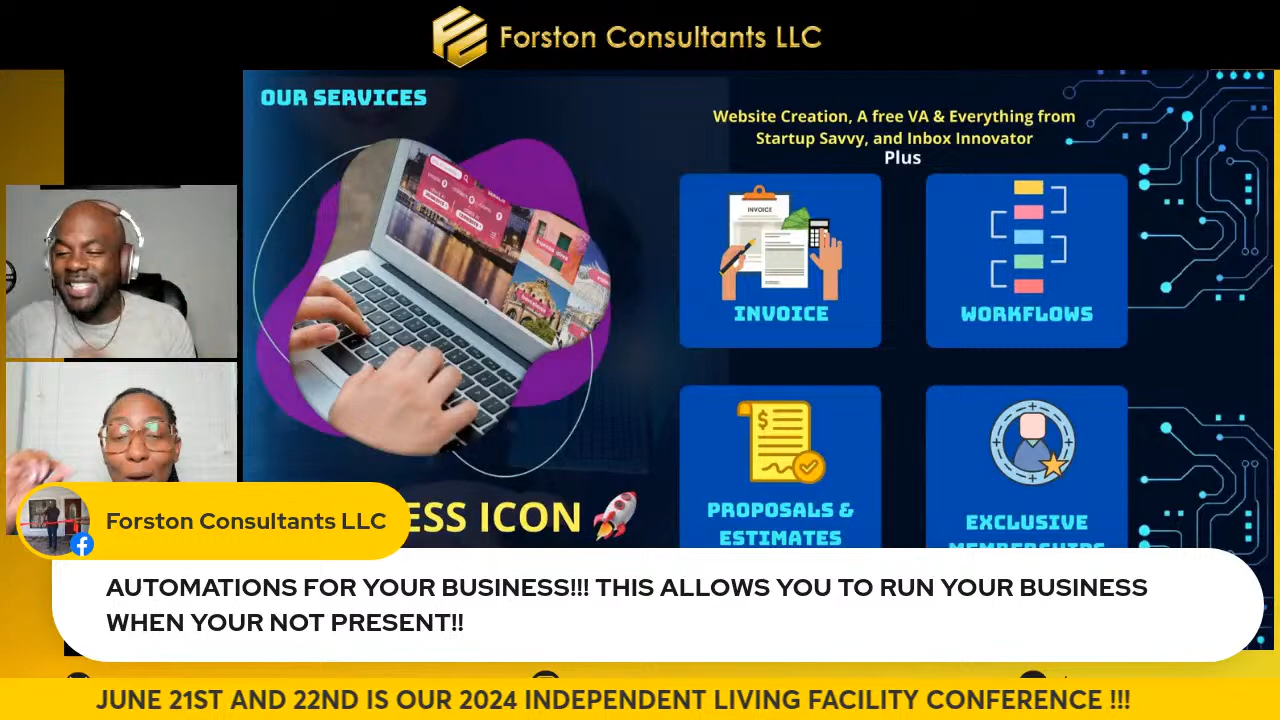 Forston Consultants LLC
OUR SERVICES
Website Creation, A free VA & Everything from
Startup Savvy, and Inbox Innovator
Plus
INVOICE
INVOICE
WORKFLOWS
PROPOSALS &
ESTIMATES
EXCLUSIVE
MEMBERSHIPS
ESS ICON
Forston Consultants LLC
AUTOMATIONS FOR YOUR BUSINESS!!! THIS ALLOWS YOU TO RUN YOUR BUSINESS
WHEN YOUR NOT PRESENT!!
JUNE 21ST AND 22ND IS OUR 2024 INDEPENDENT LIVING FACILITY CONFERENCE !!!